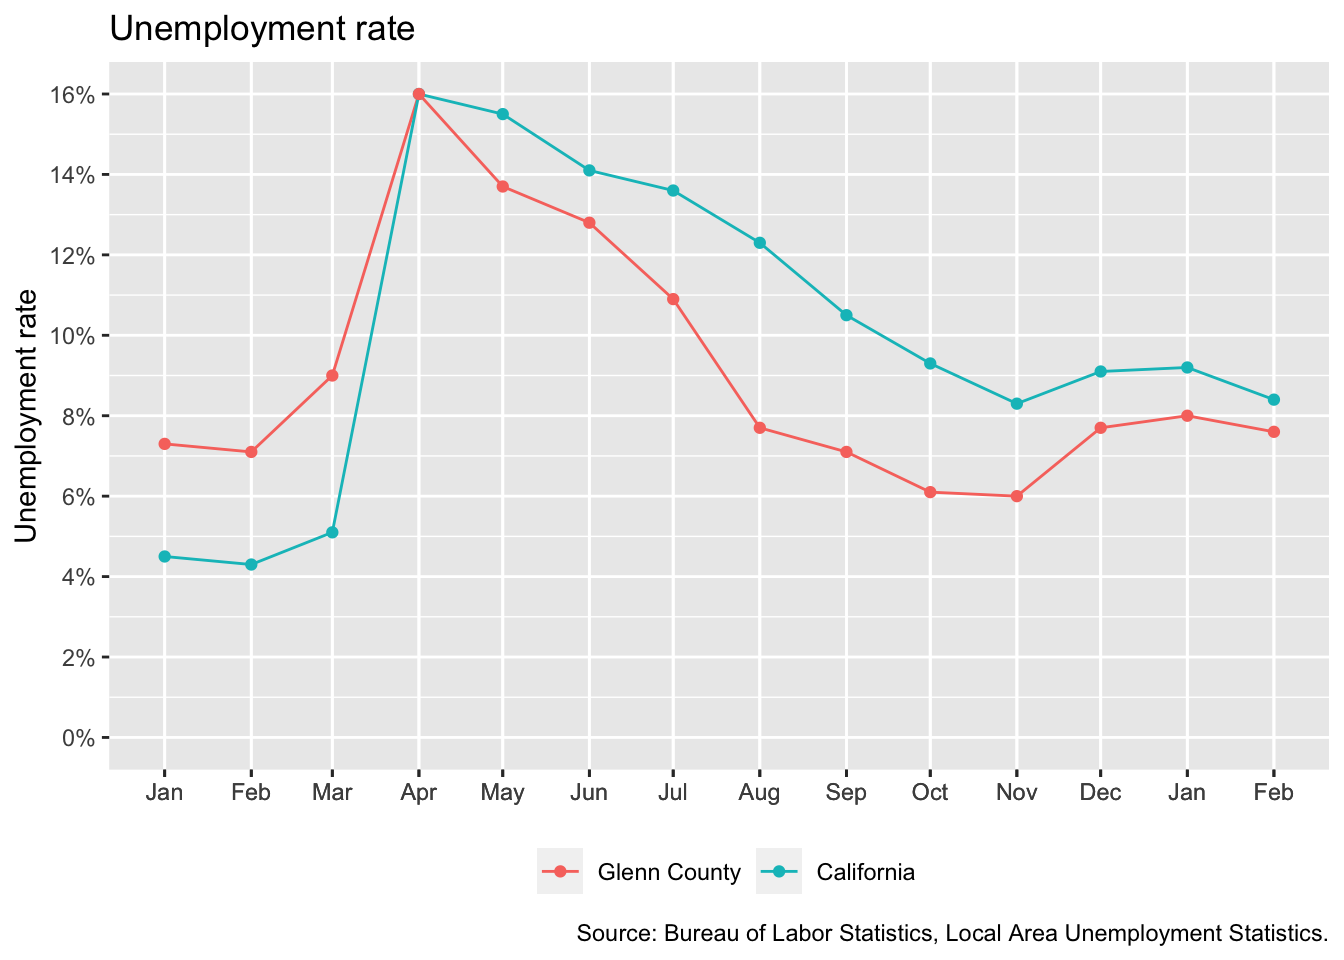 Unemployment rate
Unemployment rate
16%
14%
12%
10%
8%
6%
4%
2%
0%
Jan Feb Mar Apr May Jun Jul Aug Sep Oct Nov Dec Jan Feb
Glenn County California
Source: Bureau of Labor Statistics, Local Area Unemployment Statistics.